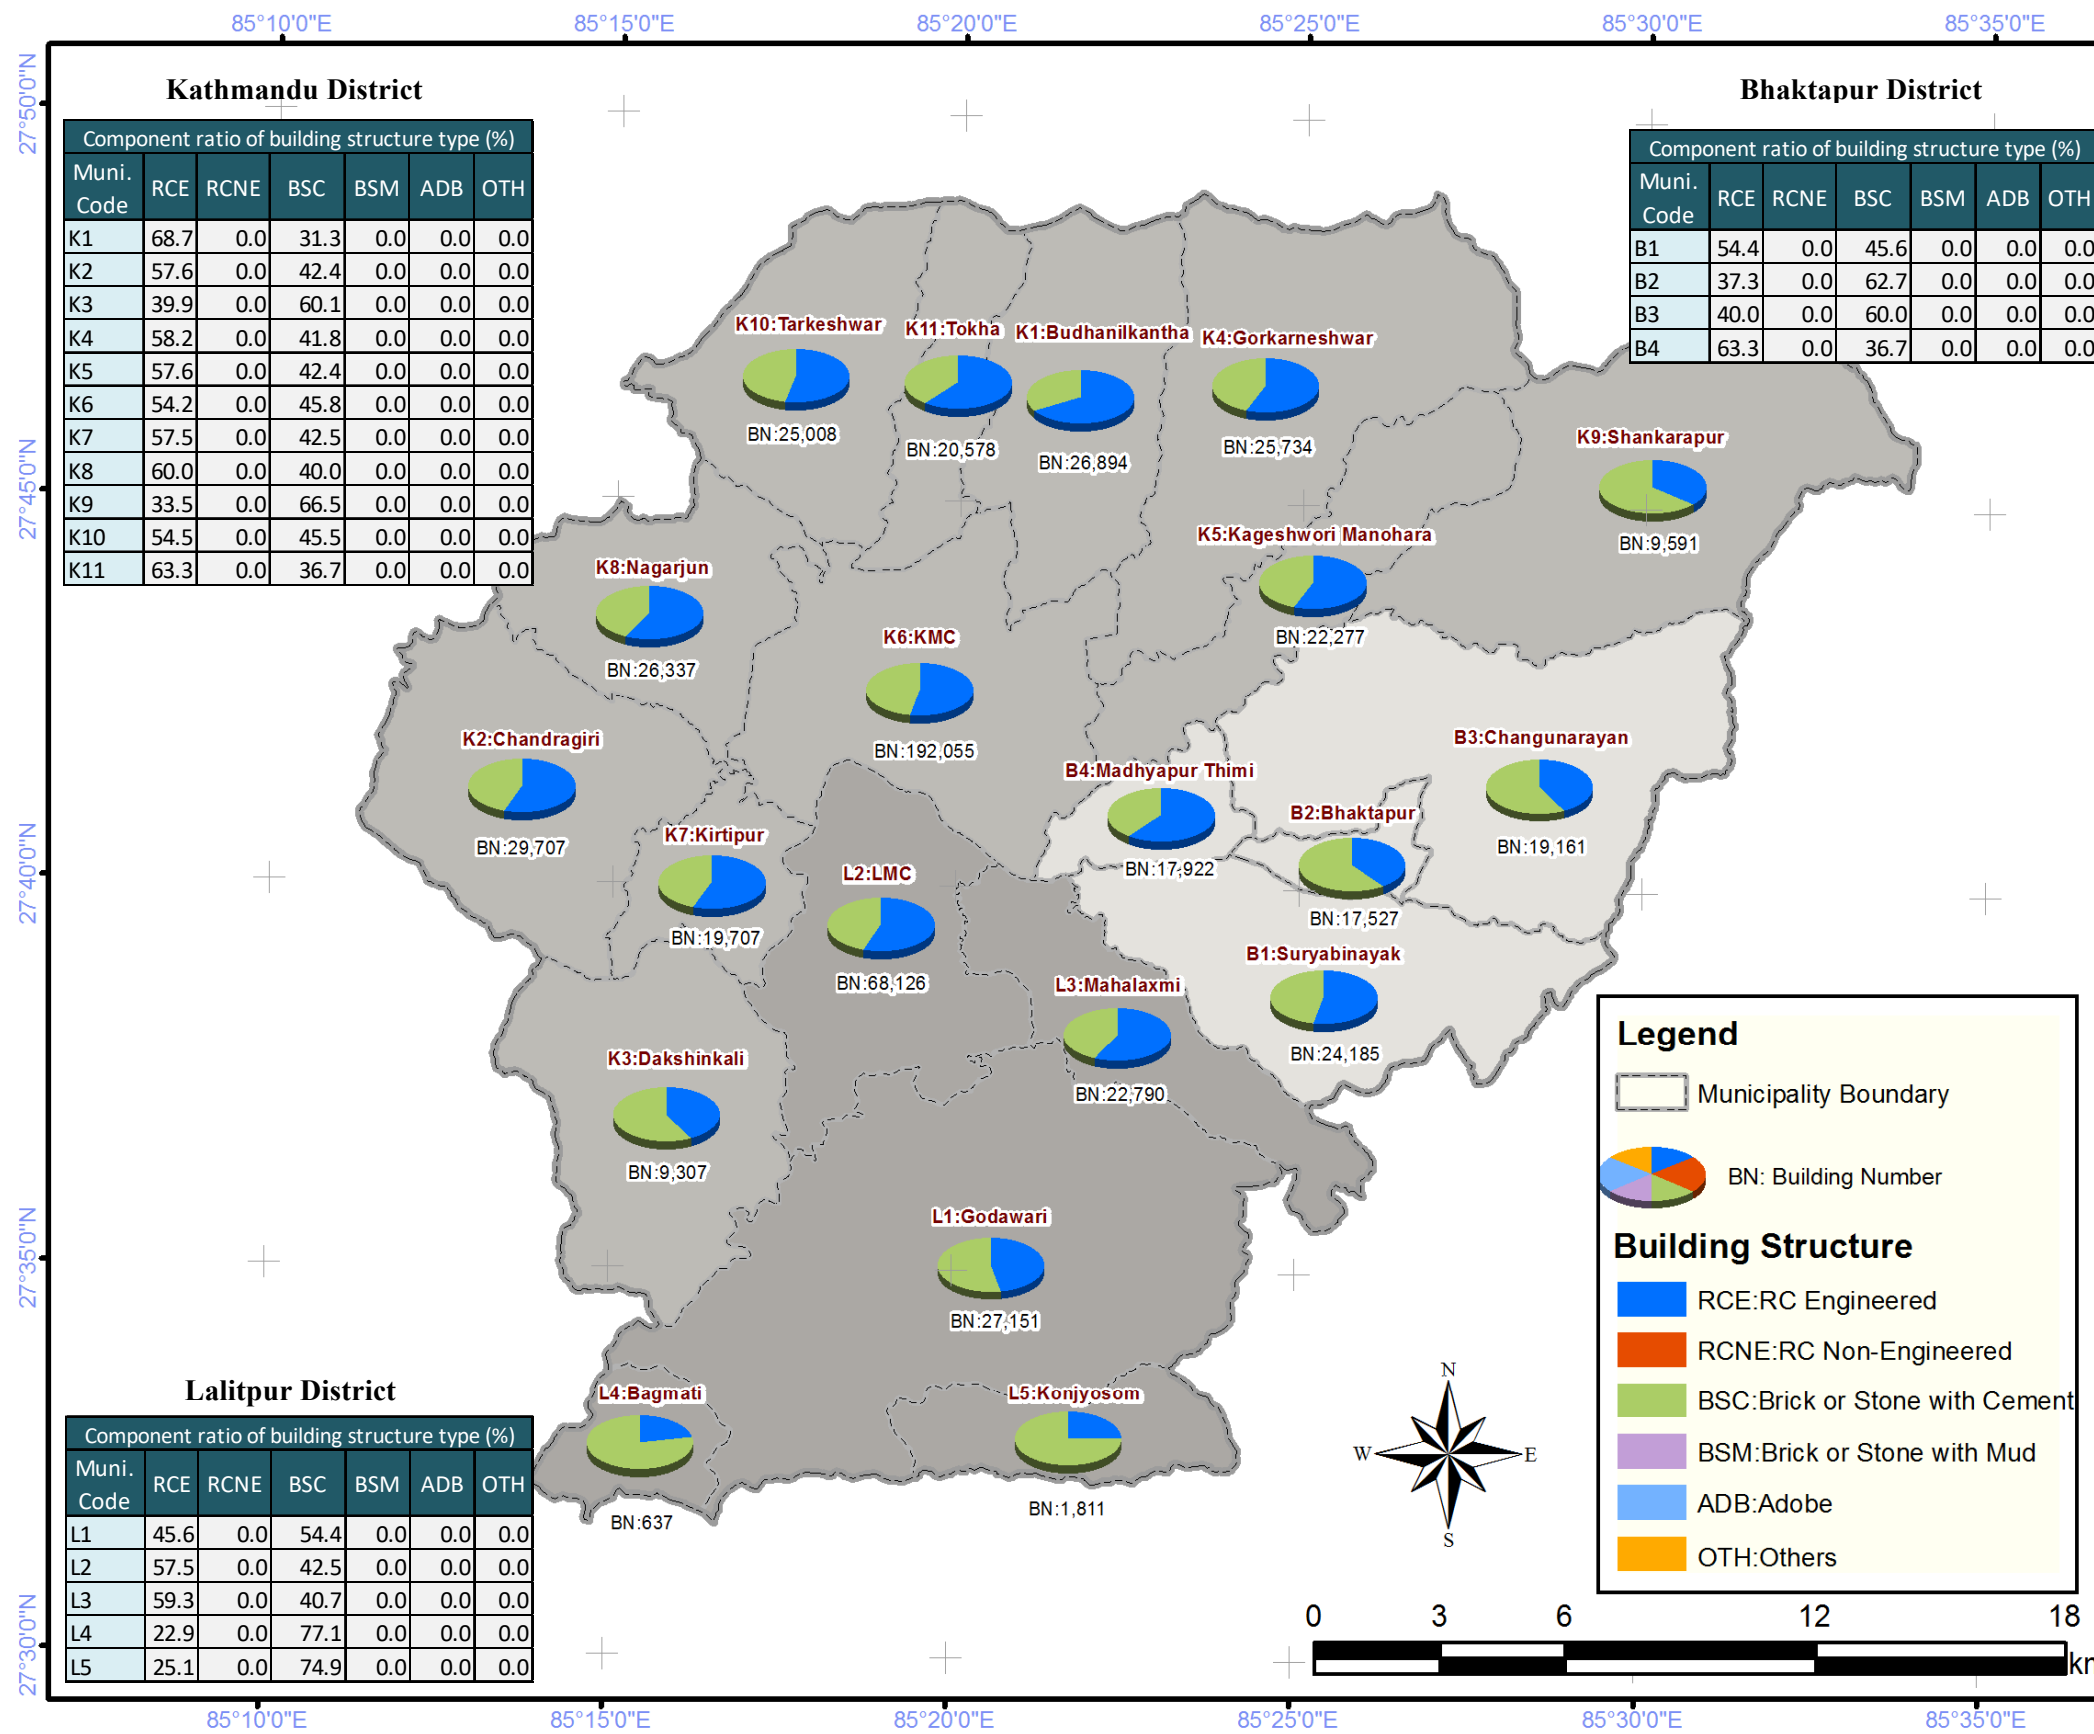 85°10'0"E 85°15'0"E 85°20'0"E 85°25'0"E 85°30'0"E 85°35'0"E
27°50'0"N
27°45'0"N
27°40'0"N
27°35'0"N
27°30'0"N
Kathmandu District
Component ratio of building structure type (%)
Muni. Code RCE RCNE BSC BSM ADB OTH
K1 68.7 0.0 31.3 0.0 0.0 0.0
K2 57.6 0.0 42.4 0.0 0.0 0.0
K3 39.9 0.0 60.1 0.0 0.0 0.0
K4 58.2 0.0 41.8 0.0 0.0 0.0
K5 57.6 0.0 42.4 0.0 0.0 0.0
K6 54.2 0.0 45.8 0.0 0.0 0.0
K7 57.5 0.0 42.5 0.0 0.0 0.0
K8 60.0 0.0 40.0 0.0 0.0 0.0
K9 33.5 0.0 66.5 0.0 0.0 0.0
K10 54.5 0.0 45.5 0.0 0.0 0.0
K11 63.3 0.0 36.7 0.0 0.0 0.0
Bhaktapur District
Component ratio of building structure type (%)
Muni. Code RCE RCNE BSC BSM ADB OTH
B1 54.4 0.0 45.6 0.0 0.0 0.0
B2 37.3 0.0 62.7 0.0 0.0 0.0
B3 40.0 0.0 60.0 0.0 0.0 0.0
B4 63.3 0.0 36.7 0.0 0.0 0.0
K10:Tarkeshwar
BN:25,008
K11:Tokha
BN:20,578
K1:Budhanilkantha
BN:26,894
K4:Gorkarneshwar
BN:25,734
K9:Shankarapur
BN:9,591
K5:Kageshwori Manohara
BN:22,277
K8:Nagarjun
BN:26,337
K6:KMC
BN:192,055
K2:Chandragiri
BN:29,707
B3:Changunarayan
BN:19,161
B4:Madhyapur Thimi
BN:17,922
B2:Bhaktapur
BN:17,527
K7:Kirtipur
BN:19,707
L2:LMC
BN:68,126
B1:Suryabinayak
BN:24,185
L3:Mahalaxmi
BN:22,790
K3:Dakshinkali
BN:9,307
L1:Godawari
BN:27,151
L4:Bagmati
BN:637
L5:Konjyosom
BN:1,811
Lalitpur District
Component ratio of building structure type (%)
Muni. Code RCE RCNE BSC BSM ADB OTH
L1 45.6 0.0 54.4 0.0 0.0 0.0
L2 57.5 0.0 42.5 0.0 0.0 0.0
L3 59.3 0.0 40.7 0.0 0.0 0.0
L4 22.9 0.0 77.1 0.0 0.0 0.0
L5 25.1 0.0 74.9 0.0 0.0 0.0
Legend
Municipality Boundary
BN: Building Number
Building Structure
RCE:RC Engineered
RCNE:RC Non-Engineered
BSC:Brick or Stone with Cement
BSM:Brick or Stone with Mud
ADB:Adobe
OTH:Others
N
W E
S
0 3 6 12 18
85°10'0"E 85°15'0"E 85°20'0"E 85°25'0"E 85°30'0"E 85°35'0"E